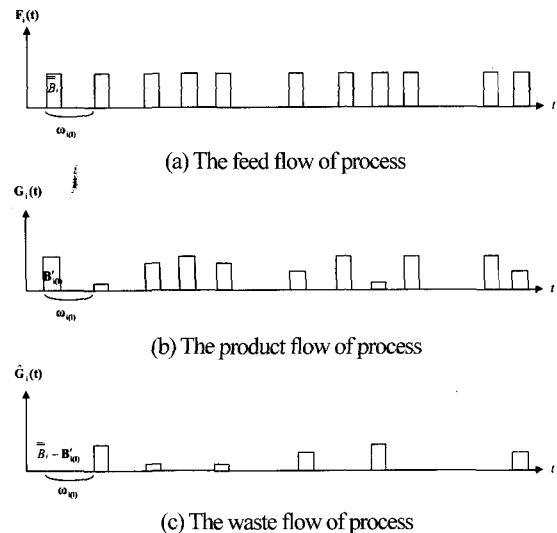 F_i(t)
B̿_i
t
ω_i(l)
(a) The feed flow of process
G_i(t)
B'_i(l)
t
ω_i(l)
(b) The product flow of process
Ĝ_i(t)
B̿_i − B'_i(l)
t
ω_i(l)
(c) The waste flow of process